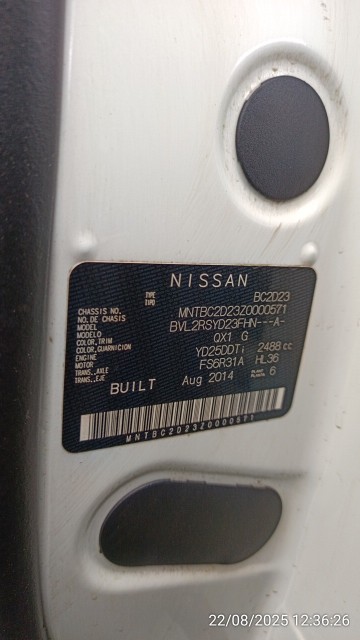 NISSAN
TYPE
TIPO
BC2D23
CHASSIS NO.
CHASIS NO.
MNTBC2D23Z0000571
MODEL
MODELO
BVL2RSYD23FHN---A-
COLOR,TRIM
COLOR,GUARNICION
QX1 G
ENGINE
MOTOR
YD25DDTi 2488 cc
TRANS.,AXLE
TRANS.,EJE
FS6R31A HL36
BUILT Aug 2014
PLANT
PLANTA
6
MNTBC2D23Z0000571
22/08/2025 12:36:26